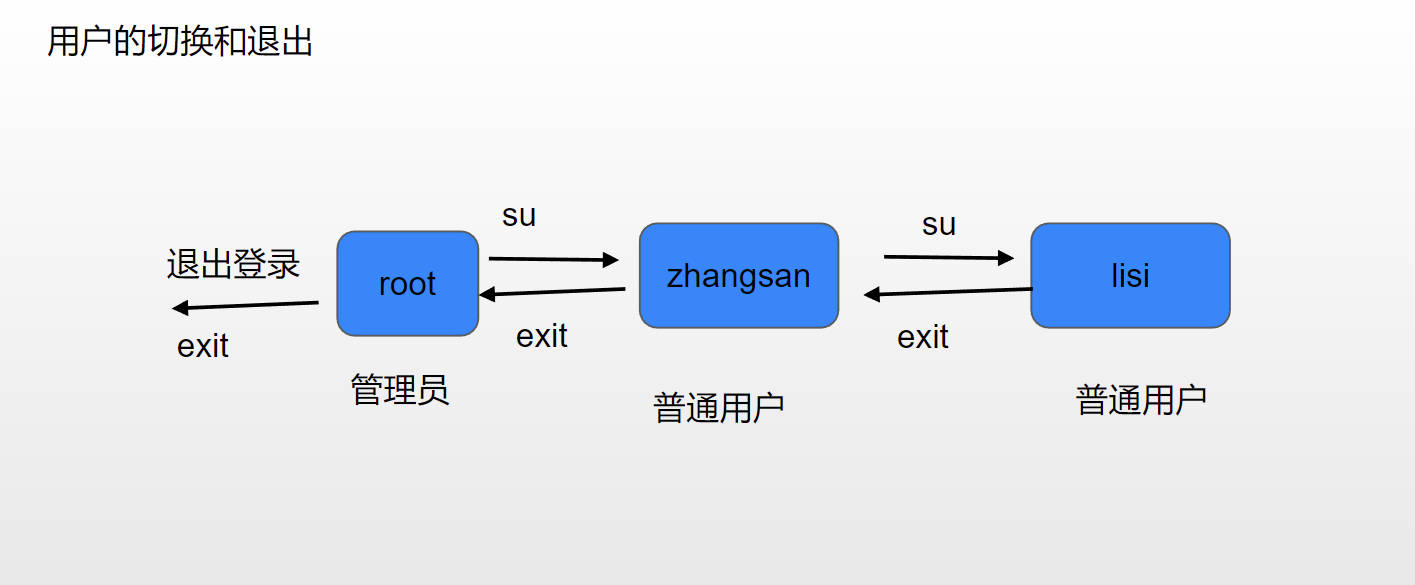 用户的切换和退出
su
su
退出登录
root
zhangsan
lisi
exit
exit
exit
管理员
普通用户
普通用户